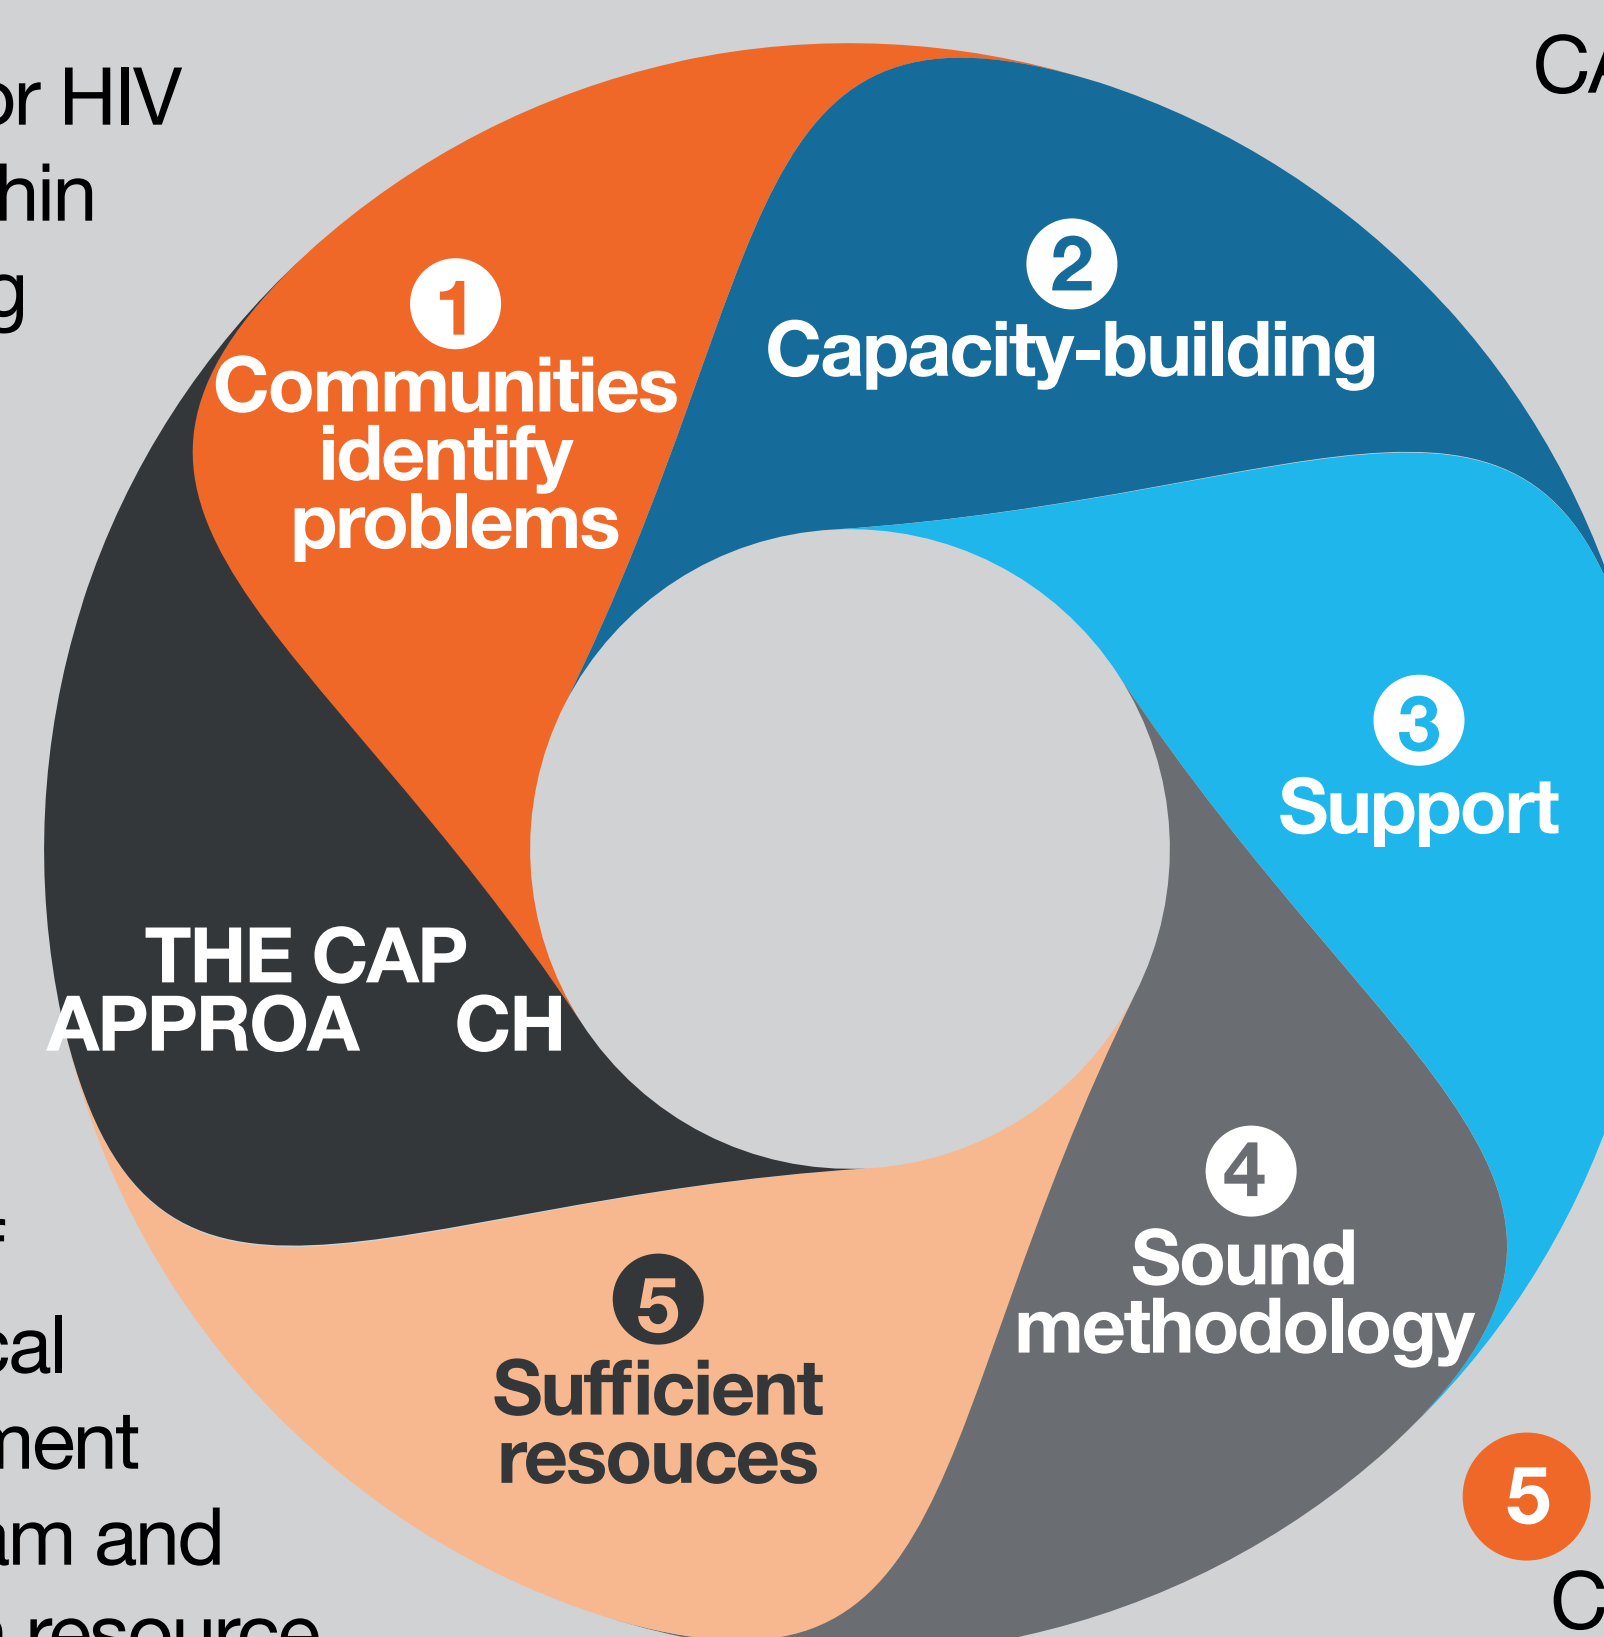 or HIV
hin
g
CA
1
Communities
identify
problems
2
Capacity-building
3
Support
THE CAP
APPROA CH
4
Sound
methodology
5
Sufficient
resouces
f
cal
ment
am and
resource
5
C